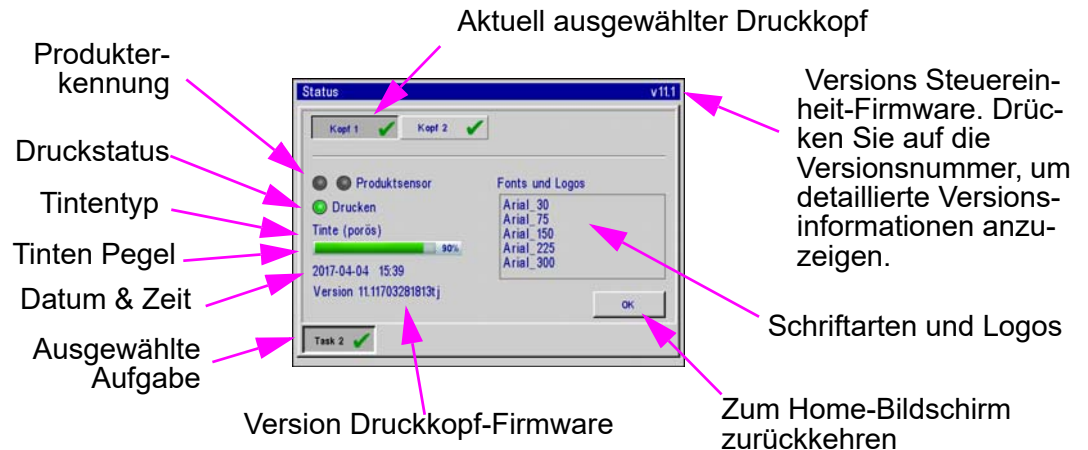 Aktuell ausgewählter Druckkopf
Produkter-
kennung
Druckstatus
Tintentyp
Tinten Pegel
Datum & Zeit
Ausgewählte
Aufgabe
Status
v11.1
Kopf 1
Kopf 2
Produktsensor
Drucken
Tinte (porös)
90%
2017-04-04 15:39
Version 11.11703281813tj
Fonts und Logos
Arial_30
Arial_75
Arial_150
Arial_225
Arial_300
OK
Task 2
Versions Steuerein-
heit-Firmware. Drüc-
ken Sie auf die
Versionsnummer, um
detaillierte Versions-
informationen anzu-
zeigen.
Schriftarten und Logos
Version Druckkopf-Firmware
Zum Home-Bildschirm
zurückkehren